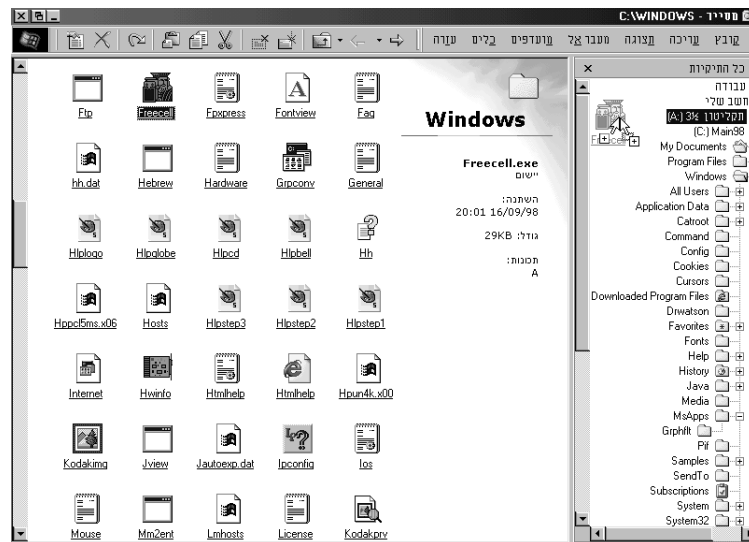 סייר - C:\WINDOWS
קובץ עריכה תצוגה מעבר אל מועדפים כלים עזרה
כל התיקיות
עבודה
חשב שלי
תקליטון 3½ (A:)
Main98 (C:)
My Documents
Program Files
Windows
All Users
Application Data
Catroot
Command
Config
Cookies
Cursors
Downloaded Program Files
Drwatson
Favorites
Fonts
Help
History
Java
Media
MsApps
Grphflt
Pif
Samples
SendTo
Subscriptions
System
System32
Freecell
Windows
Freecell.exe
יישום
השתנה:
20:01 16/09/98
גודל: 29KB
תכונות:
A
Ftp Freecell Fpxpress Fontview Faq
hh.dat Hebrew Hardware Grpconv General
Hlplogo Hlpglobe Hlpcd Hlpbell Hh
Hppcl5ms.x06 Hosts Hlpstep3 Hlpstep2 Hlpstep1
Internet Hwinfo Htmlhelp Htmlhelp Hpun4k.x00
Kodakimg Jview Jautoexp.dat Ipconfig Ios
Mouse Mm2ent Lmhosts License Kodakprv